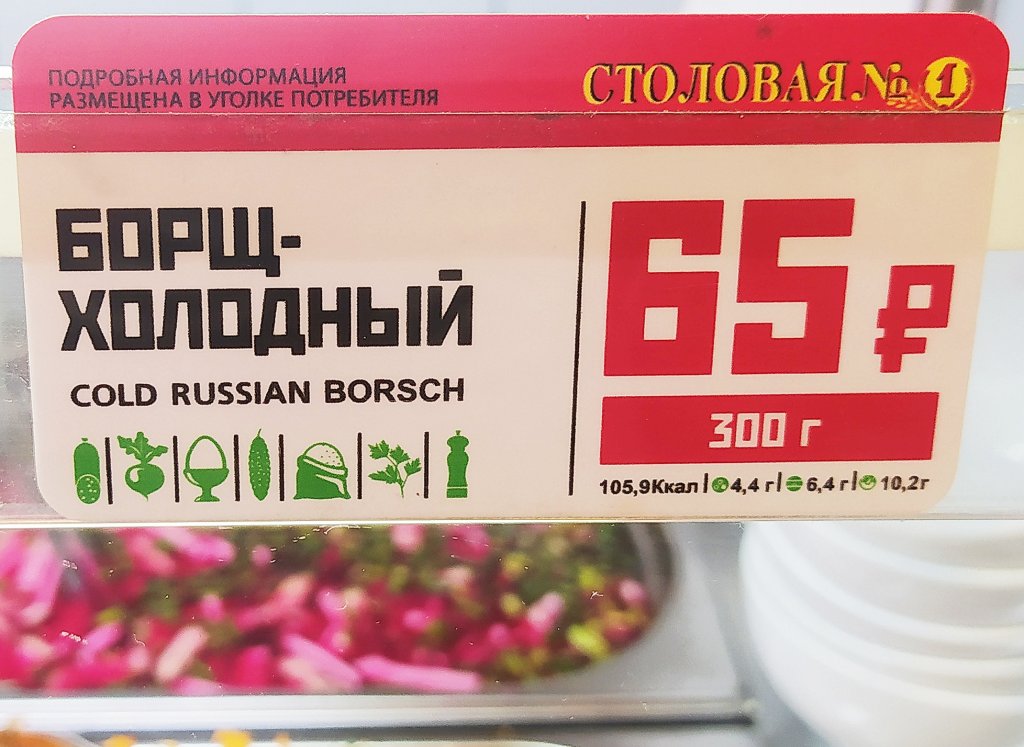 ПОДРОБНАЯ ИНФОРМАЦИЯ
РАЗМЕЩЕНА В УГОЛКЕ ПОТРЕБИТЕЛЯ
СТОЛОВАЯ № 1
БОРЩ-
ХОЛОДНЫЙ
COLD RUSSIAN BORSCH
65 ₽
300 г
105,9Ккал | 4,4 г | 6,4 г | 10,2г